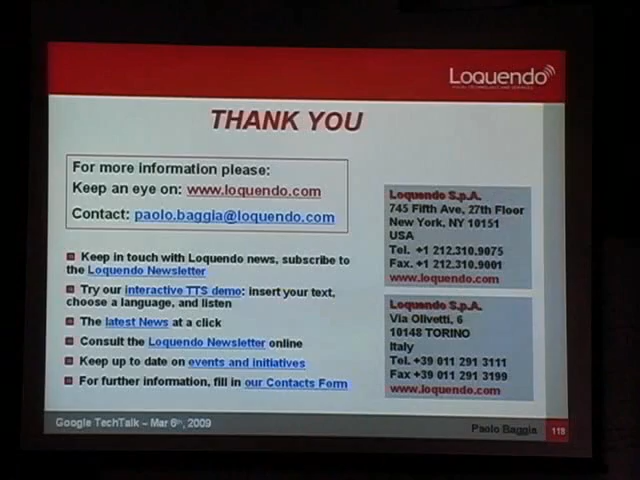 Loquendo
THANK YOU
For more information please:
Keep an eye on: www.loquendo.com
Contact: paolo.baggia@loquendo.com
Keep in touch with Loquendo news, subscribe to
the Loquendo Newsletter
Try our interactive TTS demo: insert your text,
choose a language, and listen
The latest News at a click
Consult the Loquendo Newsletter online
Keep up to date on events and initiatives
For further information, fill in our Contacts Form
Loquendo S.p.A.
745 Fifth Ave, 27th Floor
New York, NY 10151
USA
Tel. +1 212.310.9075
Fax. +1 212.310.9001
www.loquendo.com
Loquendo S.p.A.
Via Olivetti, 6
10148 TORINO
Italy
Tel. +39 011 291 3111
Fax +39 011 291 3199
www.loquendo.com
Google TechTalk – Mar 6th, 2009
Paolo Baggia
118